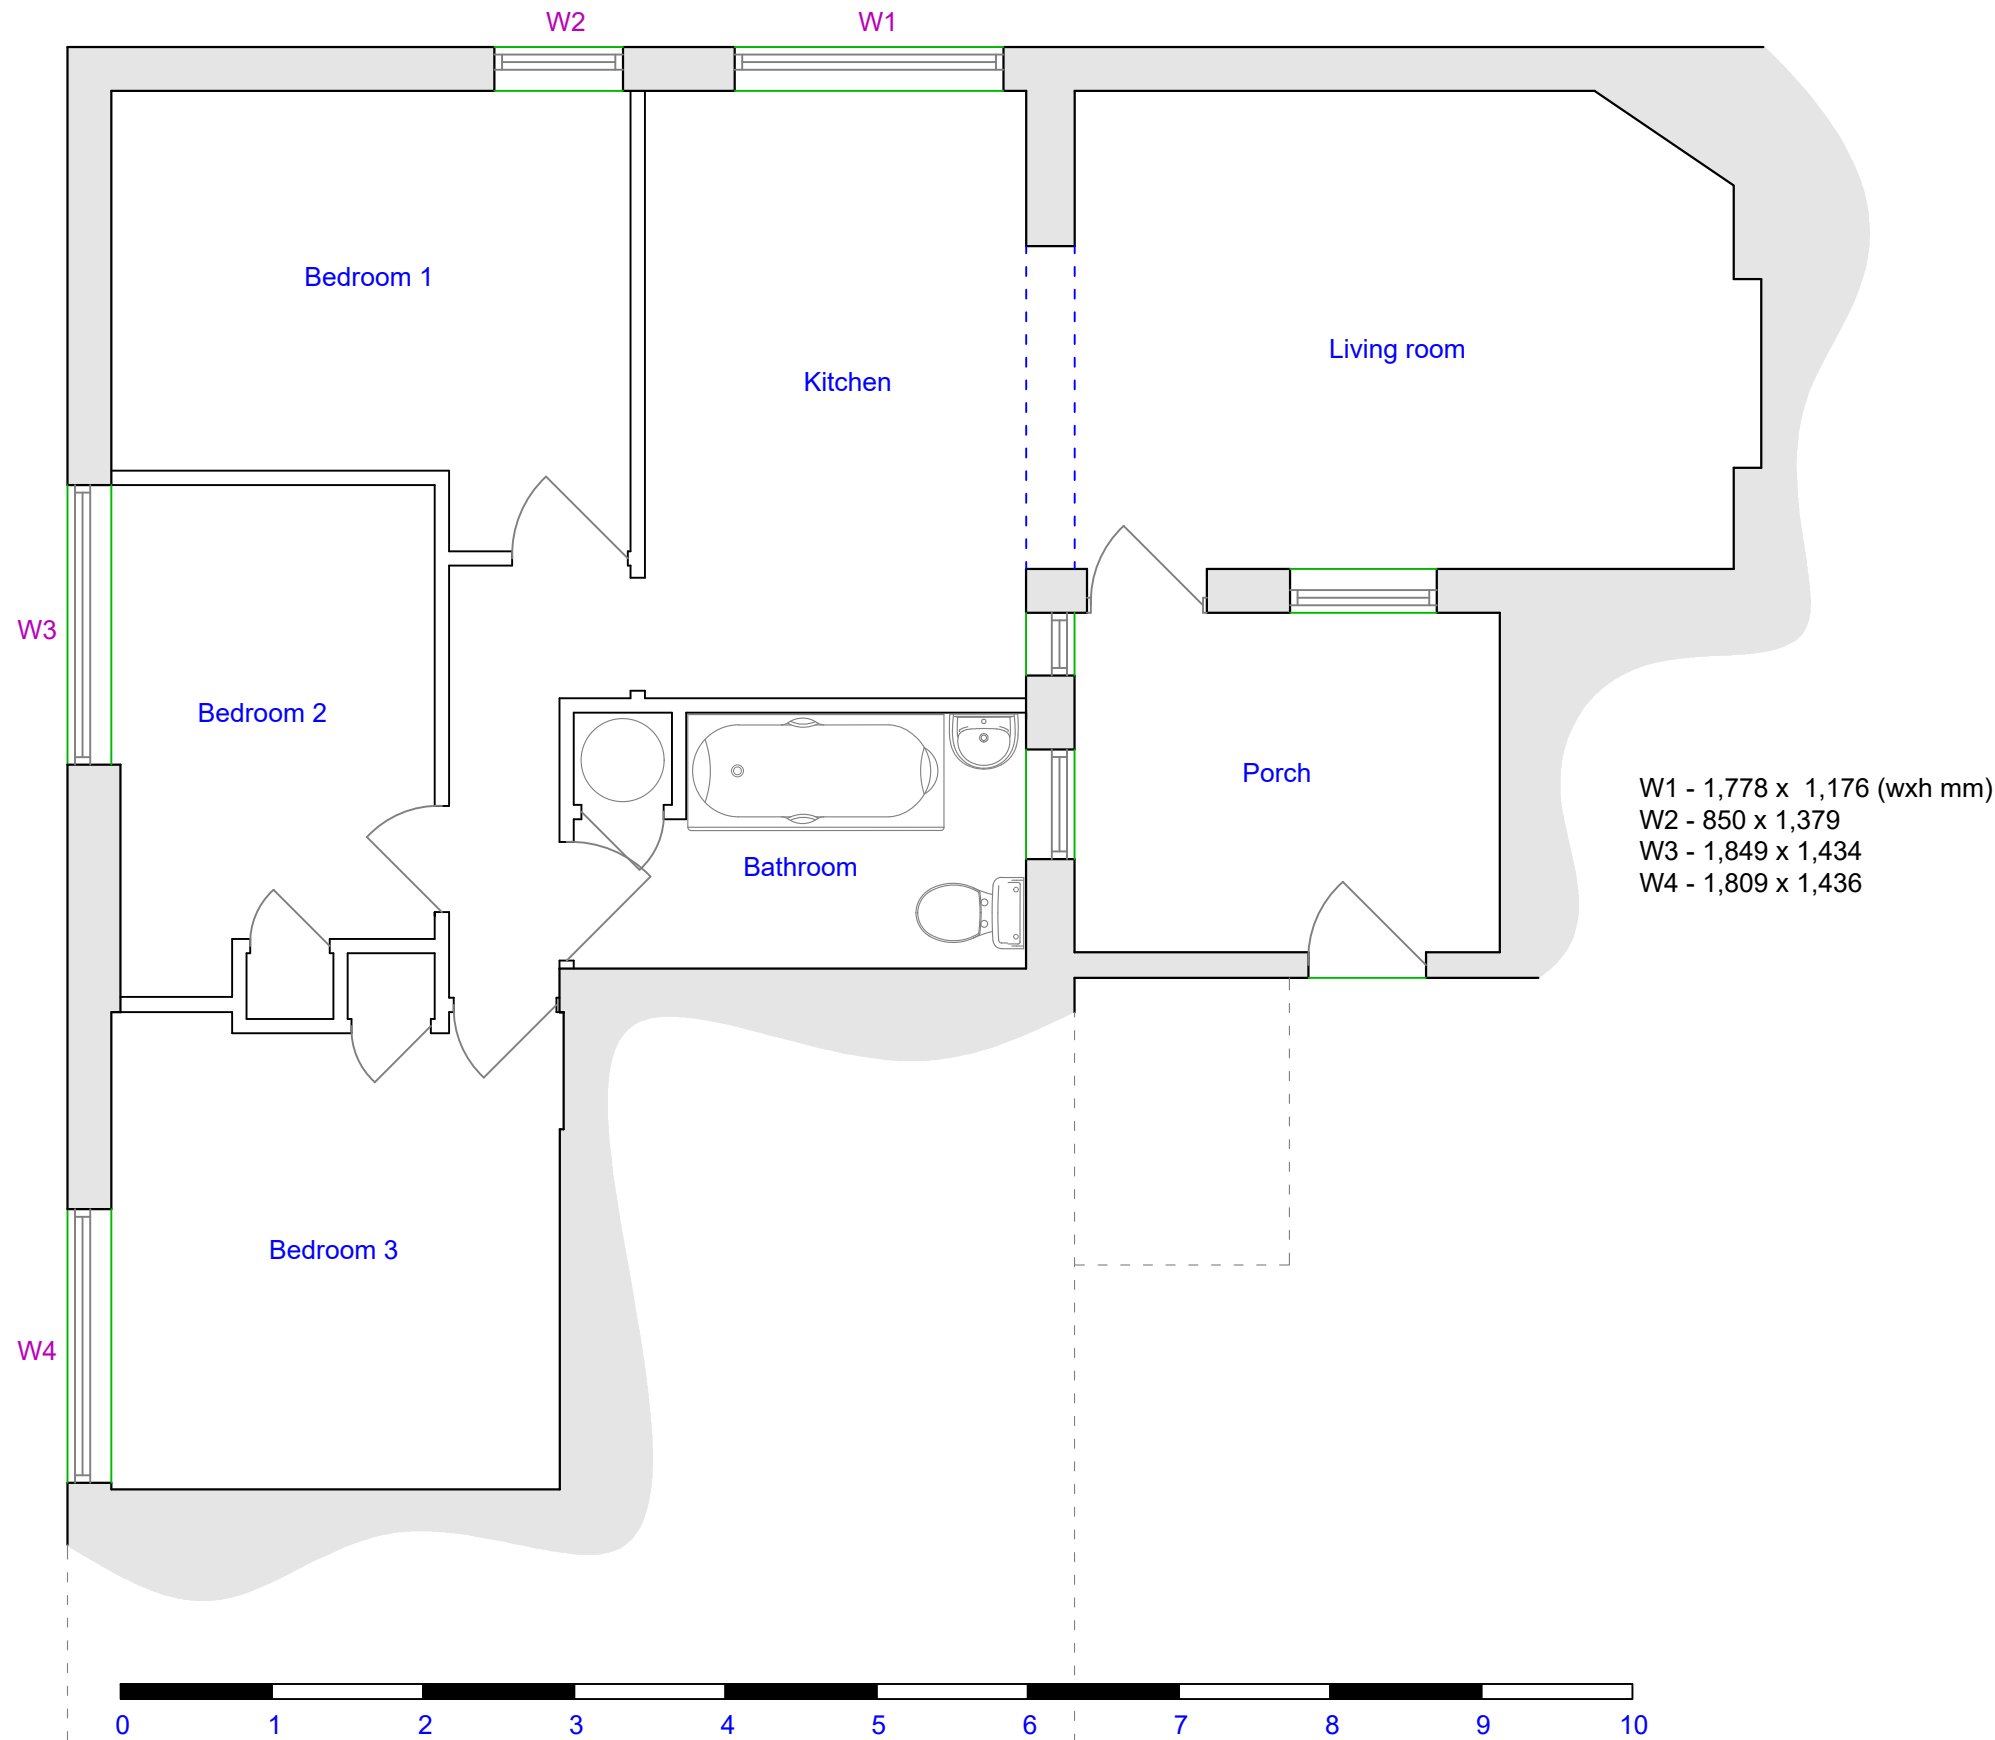 W2
W1
Bedroom 1
Living room
Kitchen
W3
Bedroom 2
Porch
W1 - 1,778 x  1,176 (wxh mm)
W2 - 850 x 1,379
W3 - 1,849 x 1,434
W4 - 1,809 x 1,436
Bathroom
Bedroom 3
W4
0 1 2 3 4 5 6 7 8 9 10